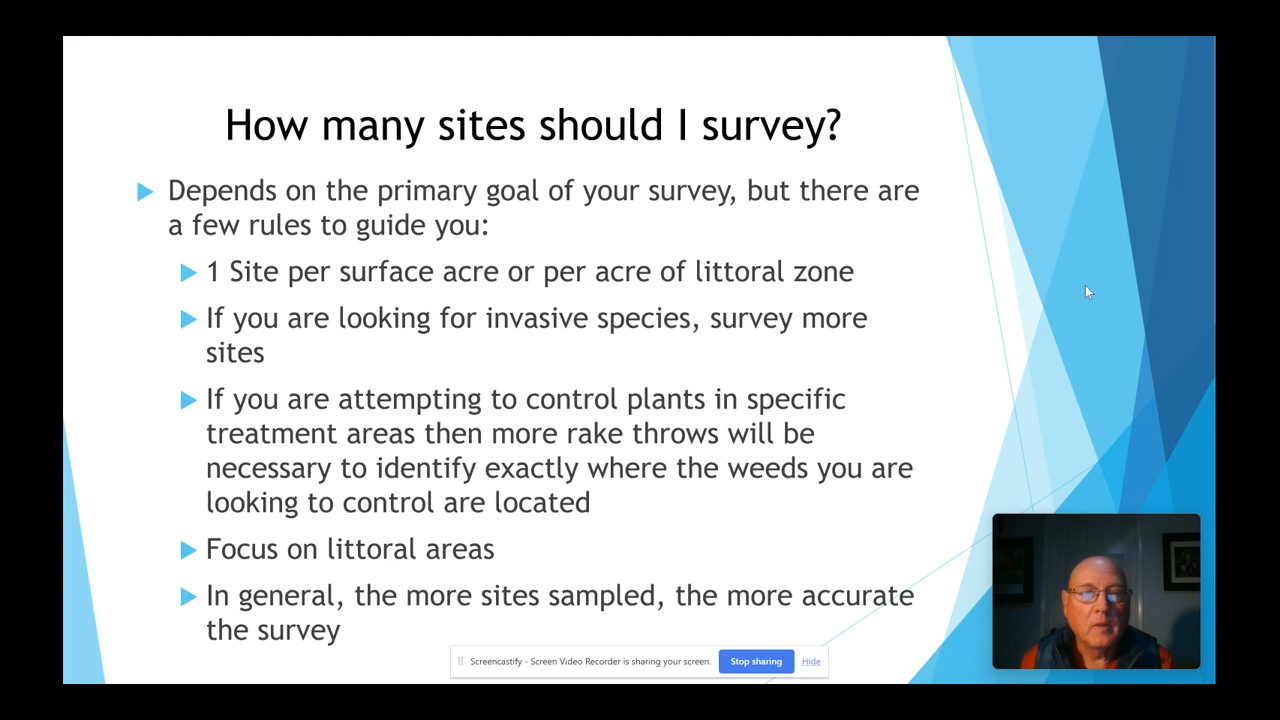 How many sites should I survey?
Depends on the primary goal of your survey, but there are
a few rules to guide you:
1 Site per surface acre or per acre of littoral zone
If you are looking for invasive species, survey more
sites
If you are attempting to control plants in specific
treatment areas then more rake throws will be
necessary to identify exactly where the weeds you are
looking to control are located
Focus on littoral areas
In general, the more sites sampled, the more accurate
the survey
Screencastify - Screen Video Recorder is sharing your screen. Stop sharing Hide